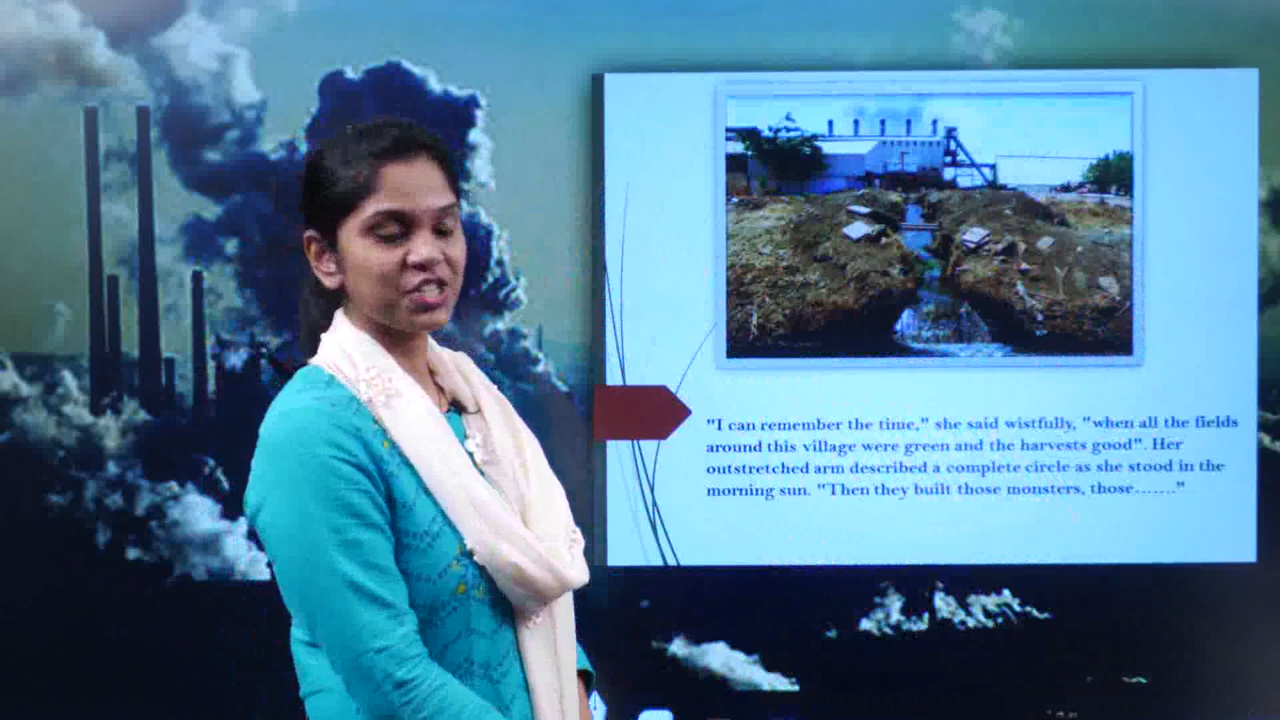 "I can remember the time," she said wistfully, "when all the fields
around this village were green and the harvests good". Her
outstretched arm described a complete circle as she stood in the
morning sun. "Then they built those monsters, those......."